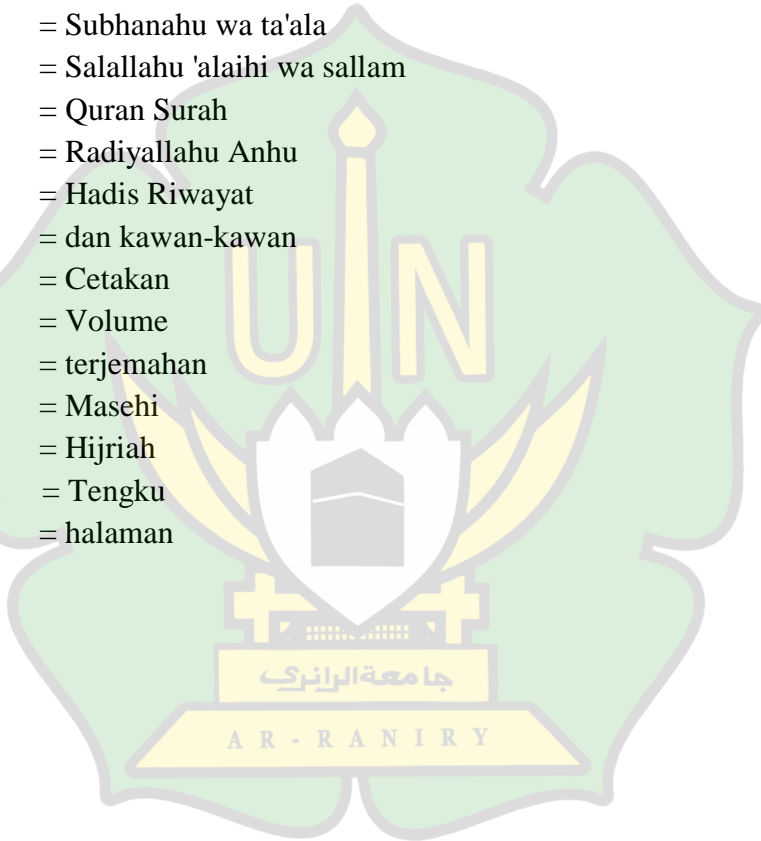 = Subhanahu wa ta'ala
= Salallahu 'alaihi wa sallam
= Quran Surah
= Radiyallahu Anhu
= Hadis Riwayat
= dan kawan-kawan
= Cetakan
= Volume
= terjemahan
= Masehi
= Hijriah
= Tengku
= halaman
UIN
جامعة الرانري
AR-RANIRY